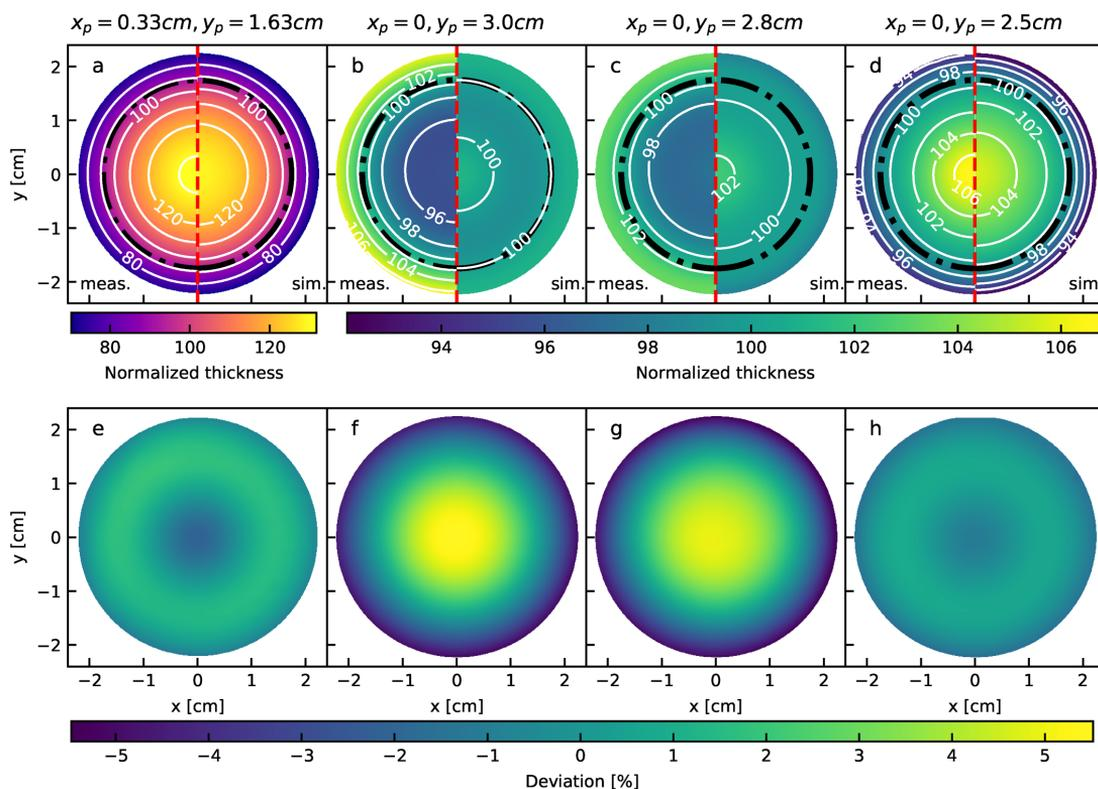 x_p = 0.33cm, y_p = 1.63cm x_p = 0, y_p = 3.0cm x_p = 0, y_p = 2.8cm x_p = 0, y_p = 2.5cm
a b c d
2
1
0
−1
−2
y [cm]
100 100 120 120 80 80
meas. sim.
102 100 100 96 98 104 106 100
meas. sim.
100 98 102 102 100
meas. sim.
94 98 100 96 100 102 104 106 104 102 94 94 96 98 94
meas. sim.
80 100 120
Normalized thickness
94 96 98 100 102 104 106
Normalized thickness
e f g h
2
1
0
−1
−2
y [cm]
−2 −1 0 1 2 −2 −1 0 1 2 −2 −1 0 1 2 −2 −1 0 1 2
x [cm] x [cm] x [cm] x [cm]
−5 −4 −3 −2 −1 0 1 2 3 4 5
Deviation [%]